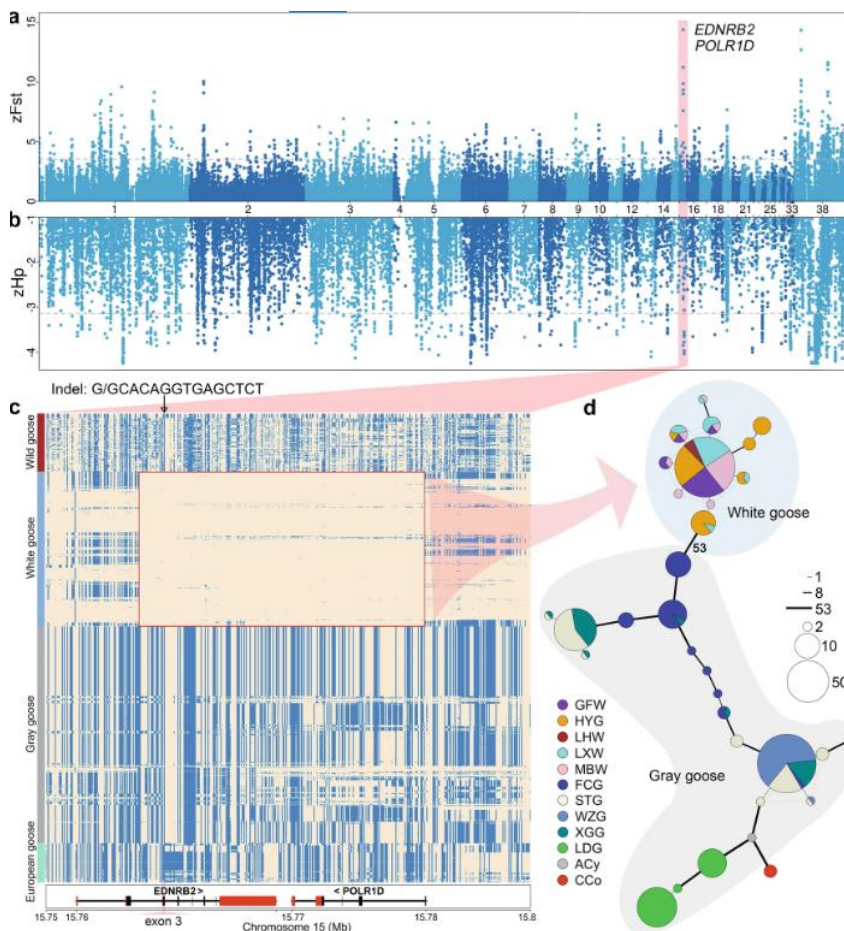 a
15
10
5
0
zFst
EDNRB2
POLR1D
1 2 3 4 5 6 7 8 9 10 12 14 16 18 21 25 33 38
b
-1
-2
-3
-4
zHp
Indel: G/GCACAGGTGAGCTCT
c
Wild goose
White goose
Gray goose
European goose
EDNRB2 >
< POLR1D
15.75 15.76 15.77 15.78 15.8
exon 3
Chromosome 15 (Mb)
d
White goose
53
1
8
53
2
10
50
GFW
HYG
LHW
LXW
MBW
FCG
STG
WZG
XGG
LDG
ACy
CCo
Gray goose